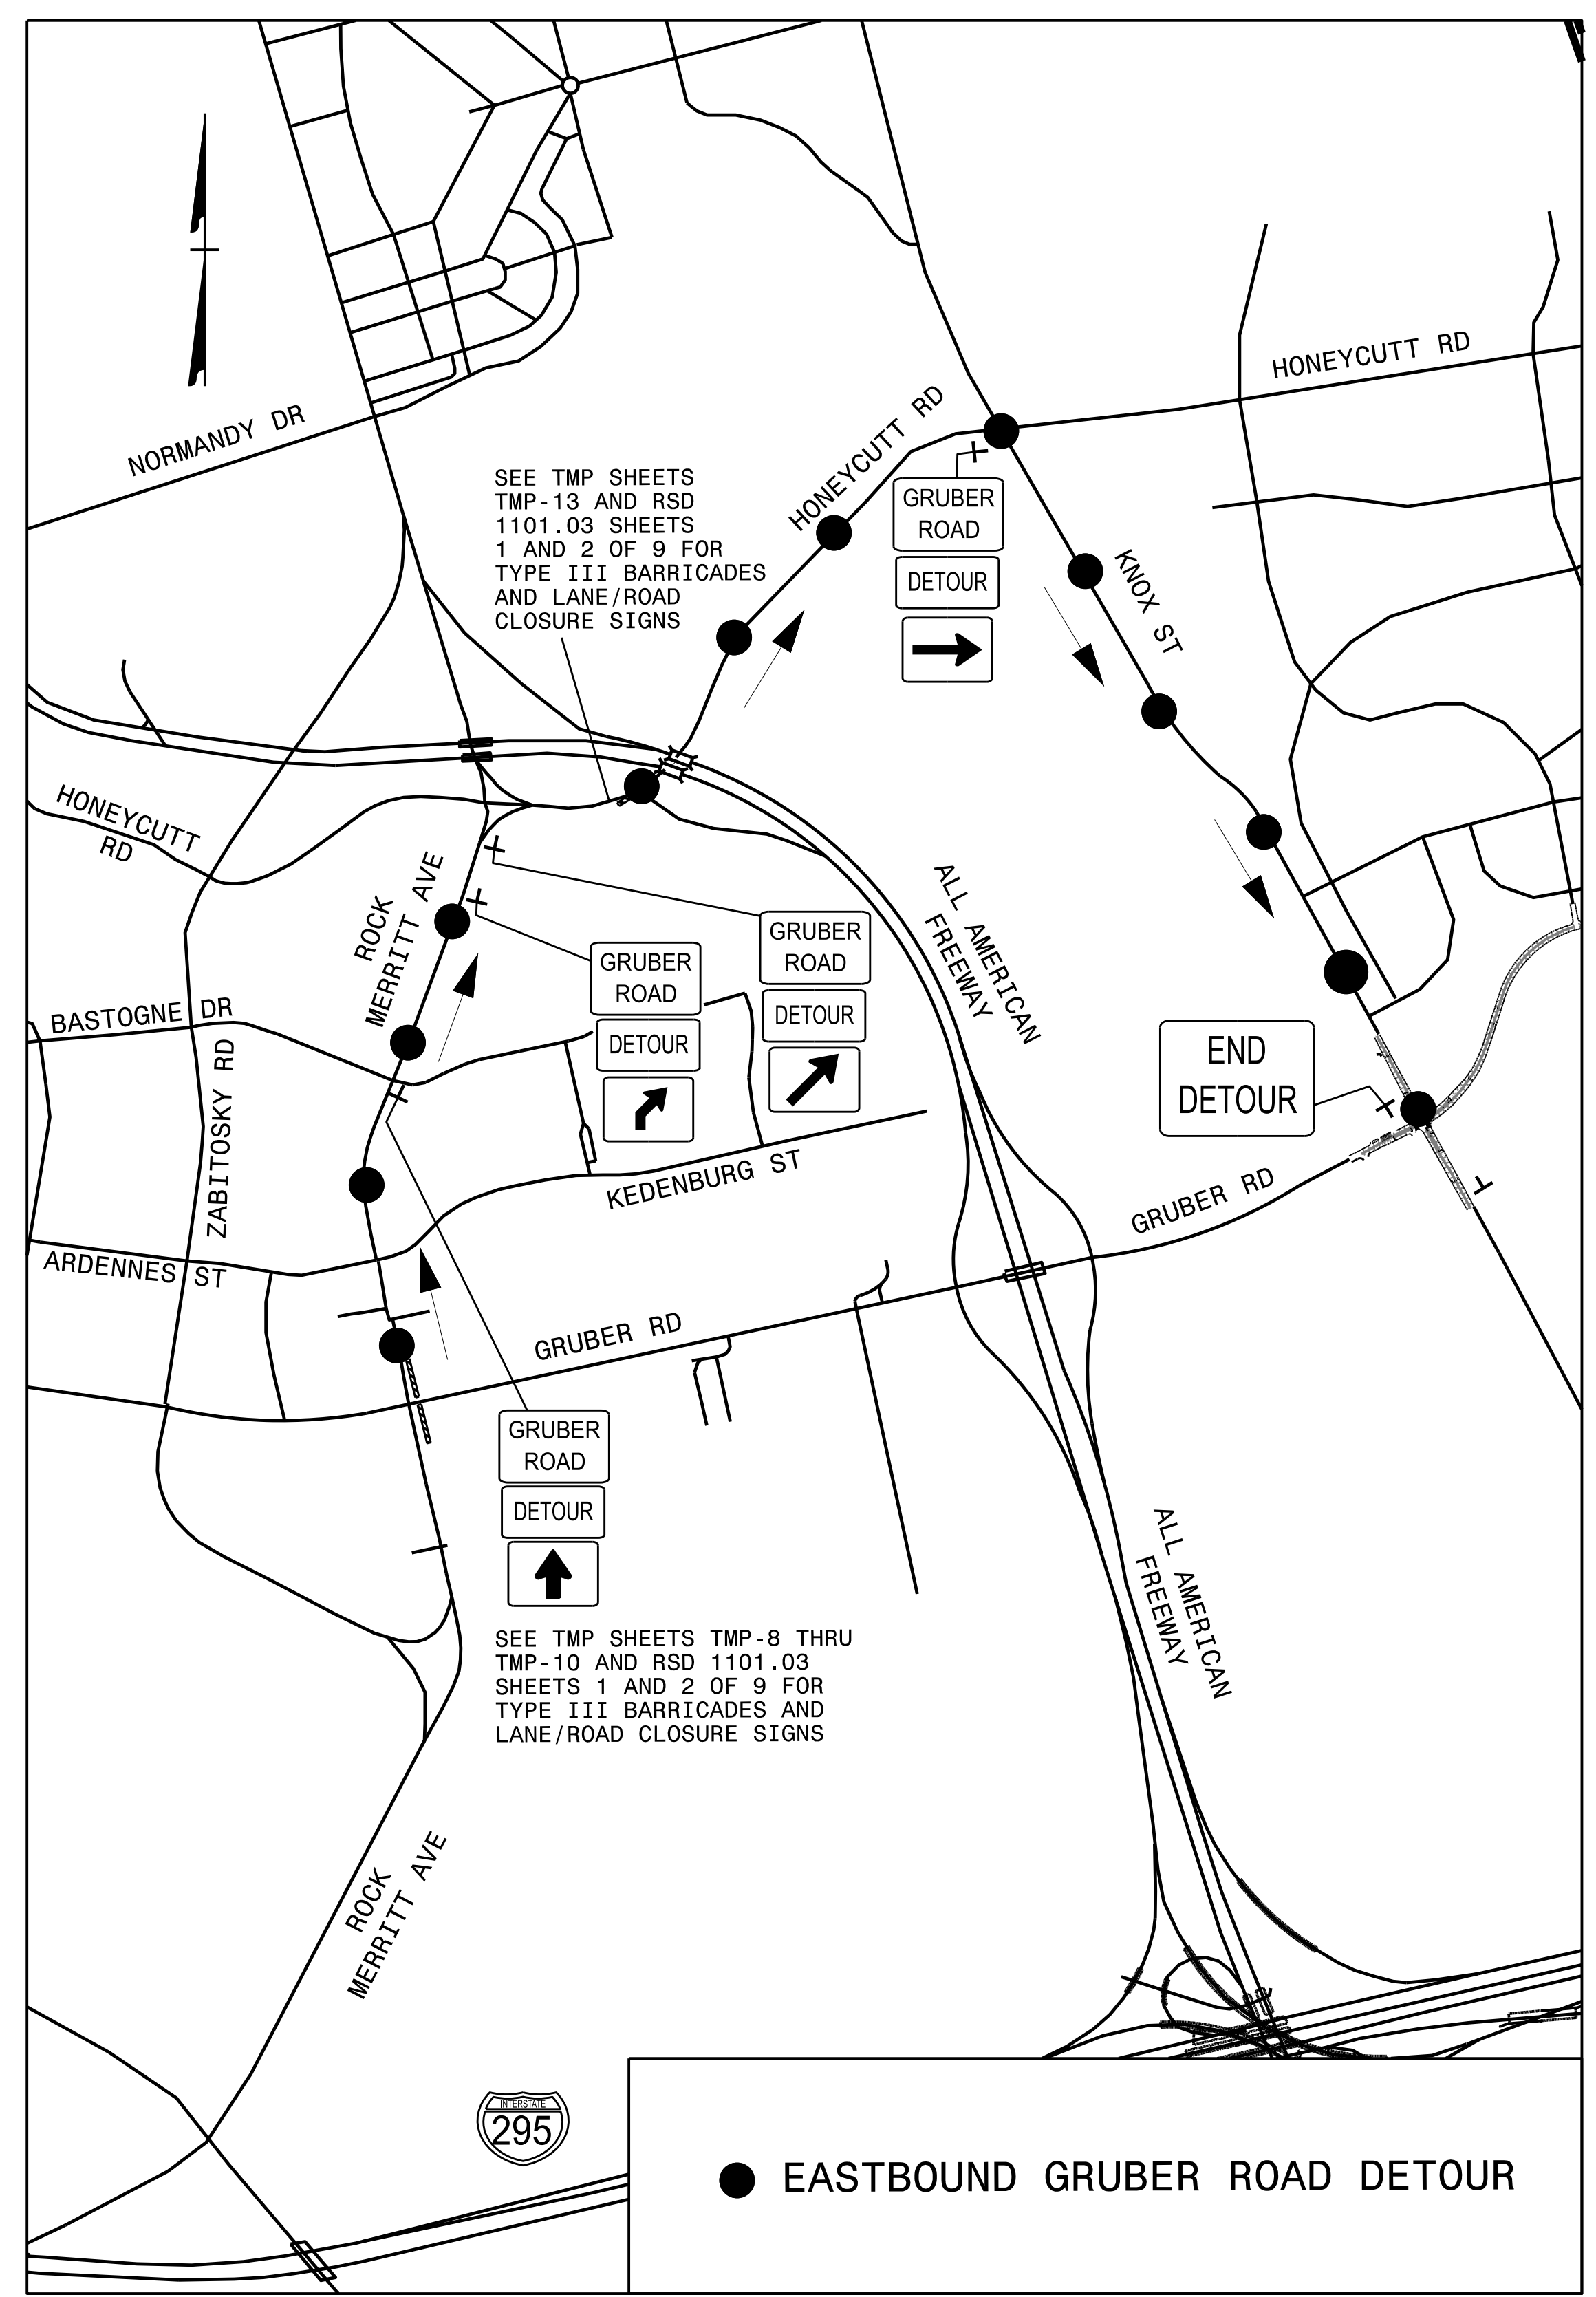 HONEYCUTT RD
NORMANDY DR
HONEYCUTT RD
SEE TMP SHEETS
TMP-13 AND RSD
1101.03 SHEETS
1 AND 2 OF 9 FOR
TYPE III BARRICADES
AND LANE/ROAD
CLOSURE SIGNS
GRUBER
ROAD
DETOUR
KNOX ST
HONEYCUTT
RD
ROCK
MERRITT AVE
ALL AMERICAN
FREEWAY
GRUBER
ROAD
DETOUR
GRUBER
ROAD
DETOUR
BASTOGNE DR
ZABITOSKY RD
END
DETOUR
KEDENBURG ST
GRUBER RD
ARDENNES ST
GRUBER RD
GRUBER
ROAD
DETOUR
ALL AMERICAN
FREEWAY
SEE TMP SHEETS TMP-8 THRU
TMP-10 AND RSD 1101.03
SHEETS 1 AND 2 OF 9 FOR
TYPE III BARRICADES AND
LANE/ROAD CLOSURE SIGNS
ROCK
MERRITT AVE
INTERSTATE
295
EASTBOUND GRUBER ROAD DETOUR